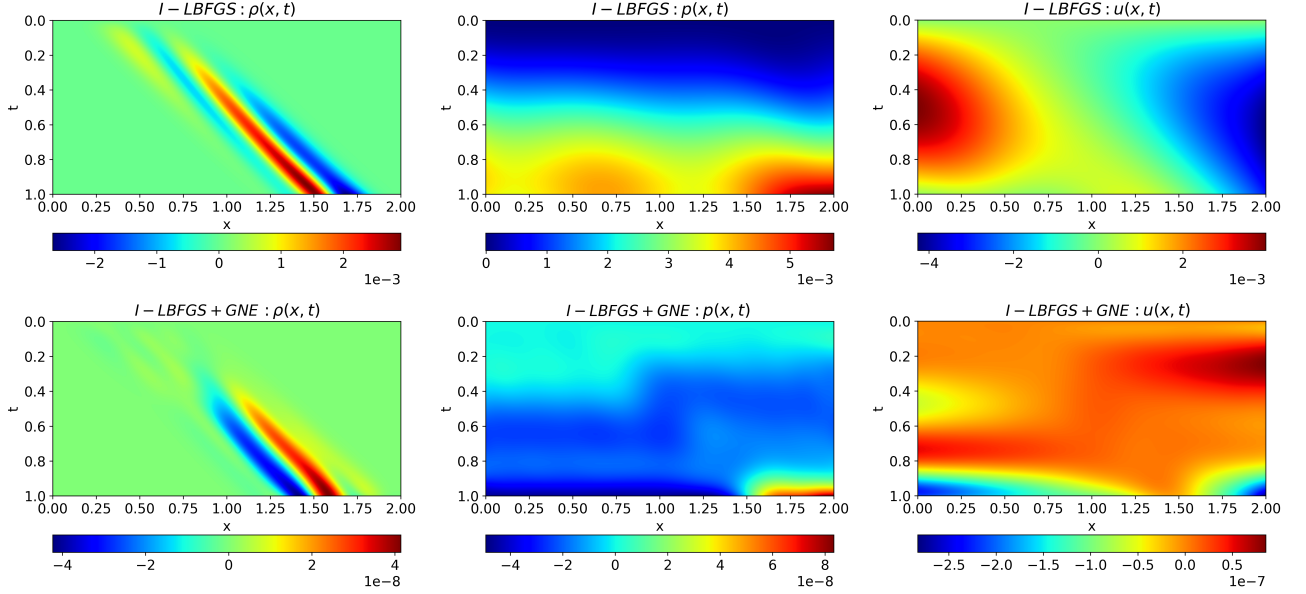 I − LBFGS : ρ(x, t)
I − LBFGS : p(x, t)
I − LBFGS : u(x, t)
0.0
0.2
0.4
0.6
0.8
1.0
t
0.00 0.25 0.50 0.75 1.00 1.25 1.50 1.75 2.00
x
−2 −1 0 1 2
1e−3
0.0
0.2
0.4
0.6
0.8
1.0
t
0.00 0.25 0.50 0.75 1.00 1.25 1.50 1.75 2.00
x
0 1 2 3 4 5
1e−3
0.0
0.2
0.4
0.6
0.8
1.0
t
0.00 0.25 0.50 0.75 1.00 1.25 1.50 1.75 2.00
x
−4 −2 0 2
1e−3
I − LBFGS + GNE : ρ(x, t)
I − LBFGS + GNE : p(x, t)
I − LBFGS + GNE : u(x, t)
0.0
0.2
0.4
0.6
0.8
1.0
t
0.00 0.25 0.50 0.75 1.00 1.25 1.50 1.75 2.00
x
−4 −2 0 2 4
1e−8
0.0
0.2
0.4
0.6
0.8
1.0
t
0.00 0.25 0.50 0.75 1.00 1.25 1.50 1.75 2.00
x
−4 −2 0 2 4 6 8
1e−8
0.0
0.2
0.4
0.6
0.8
1.0
t
0.00 0.25 0.50 0.75 1.00 1.25 1.50 1.75 2.00
x
−2.5 −2.0 −1.5 −1.0 −0.5 0.0 0.5
1e−7